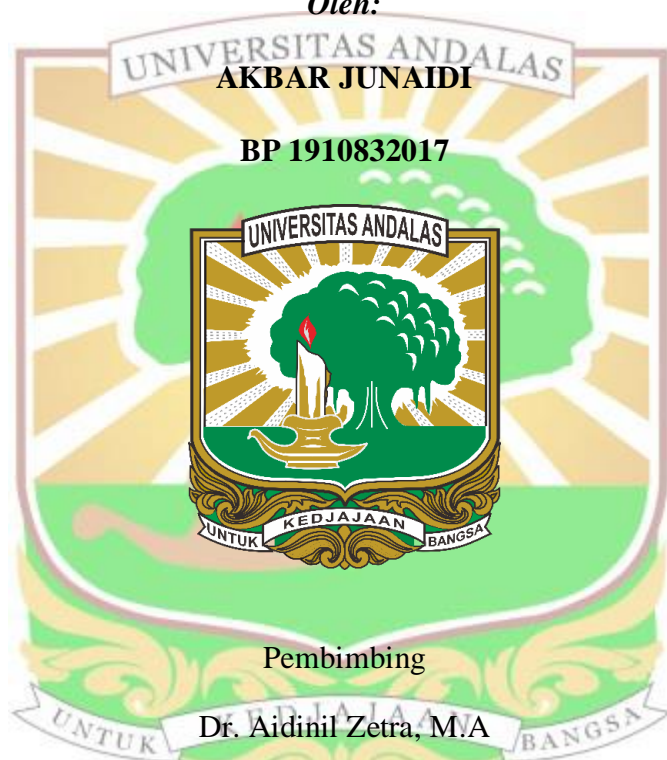 Oleh:
UNIVERSITAS ANDALAS
AKBAR JUNAIDI
BP 1910832017
UNIVERSITAS ANDALAS
UNTUK KEDJAJAAN BANGSA
Pembimbing
UNTUK KEDJAJAAN BANGSA
Dr. Aidinil Zetra, M.A